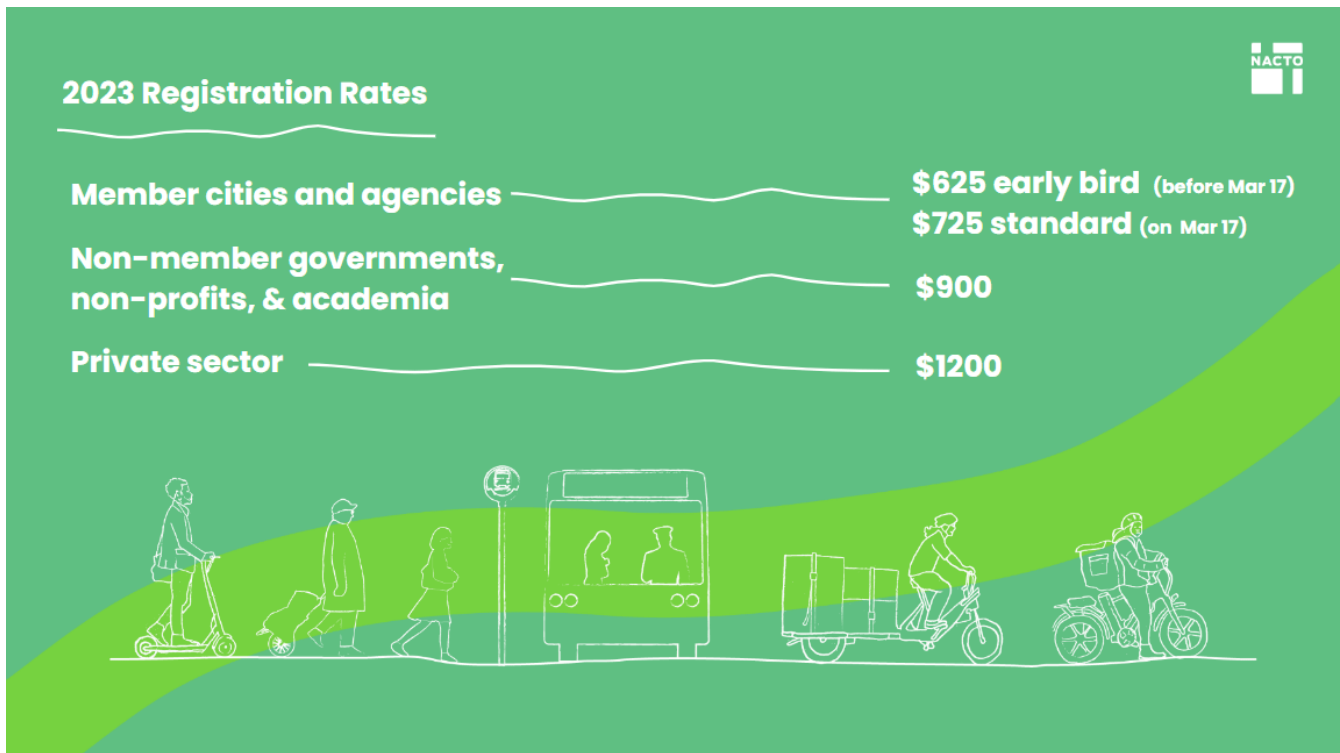 NACTO
2023 Registration Rates
Member cities and agencies
$625 early bird (before Mar 17)
$725 standard (on Mar 17)
Non-member governments,
non-profits, & academia
$900
Private sector
$1200